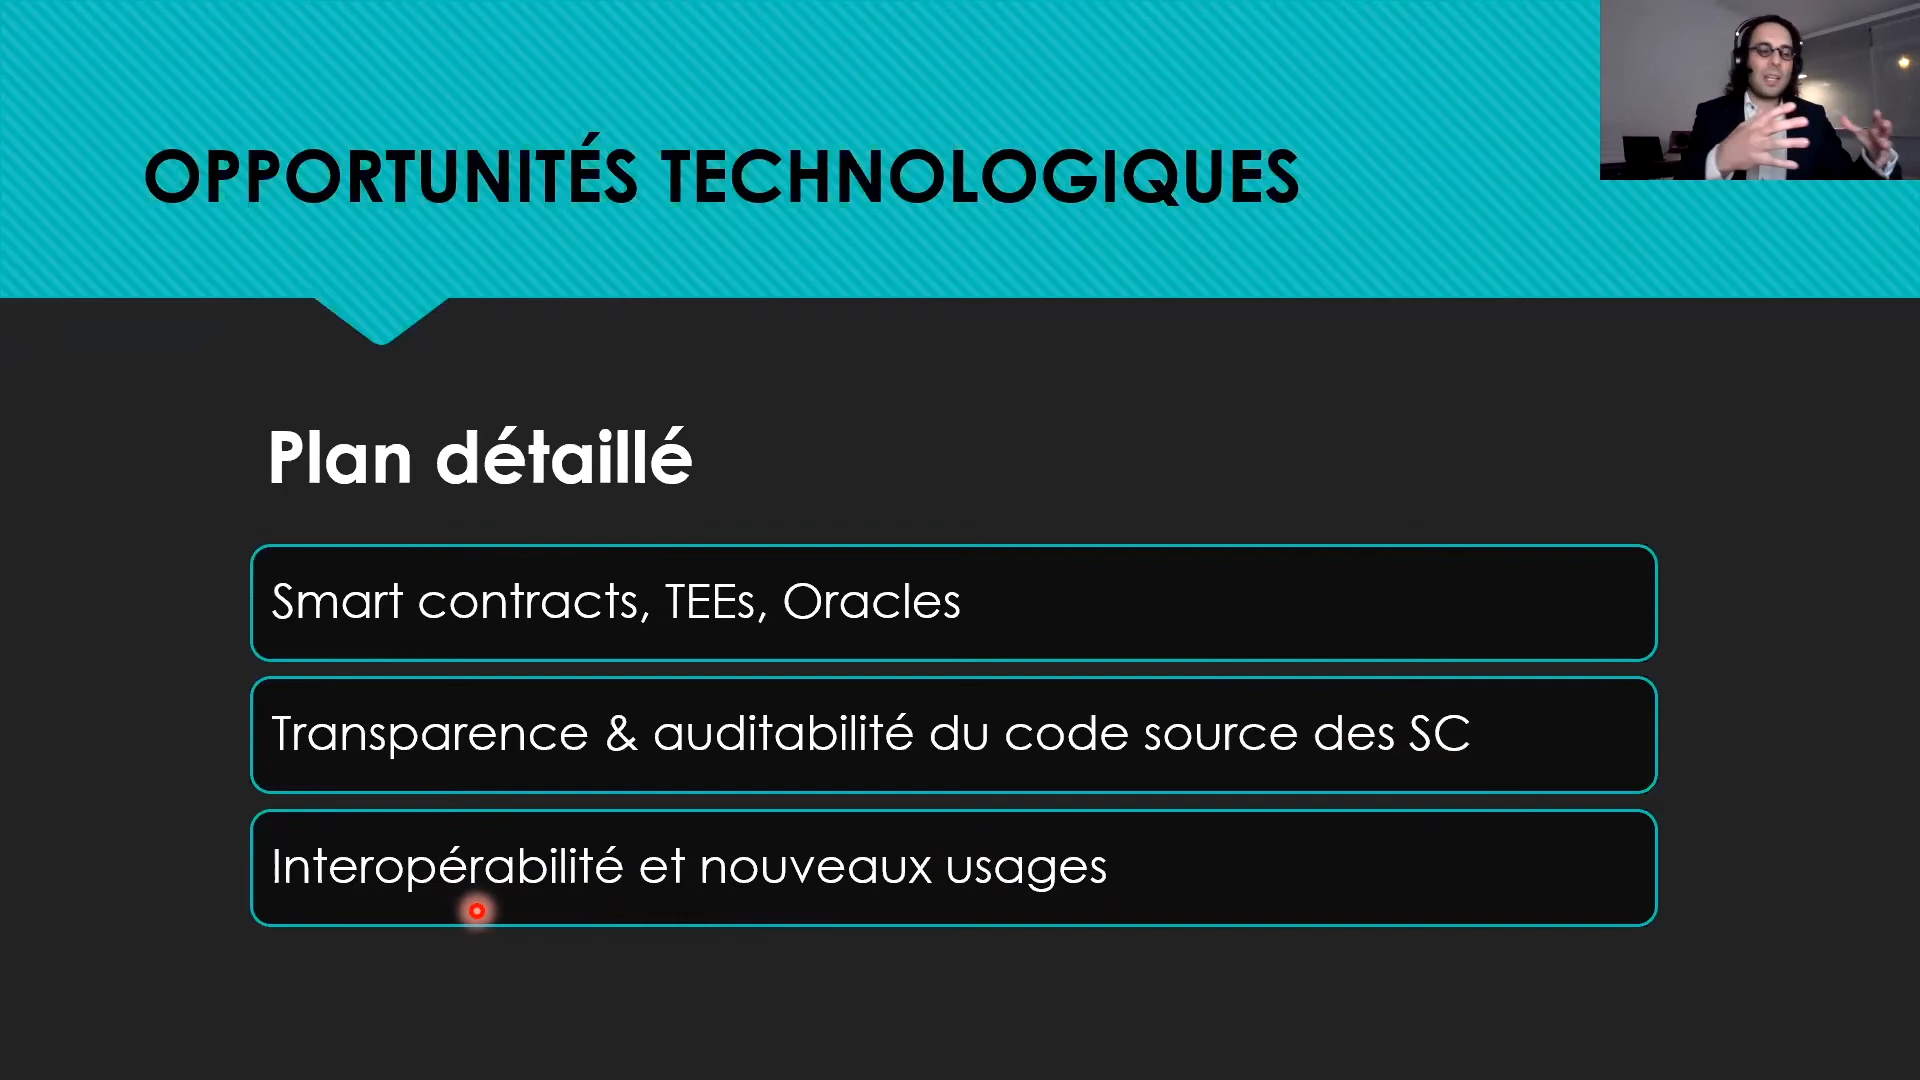 OPPORTUNITÉS TECHNOLOGIQUES
Plan détaillé
Smart contracts, TEEs, Oracles
Transparence & auditabilité du code source des SC
Interopérabilité et nouveaux usages